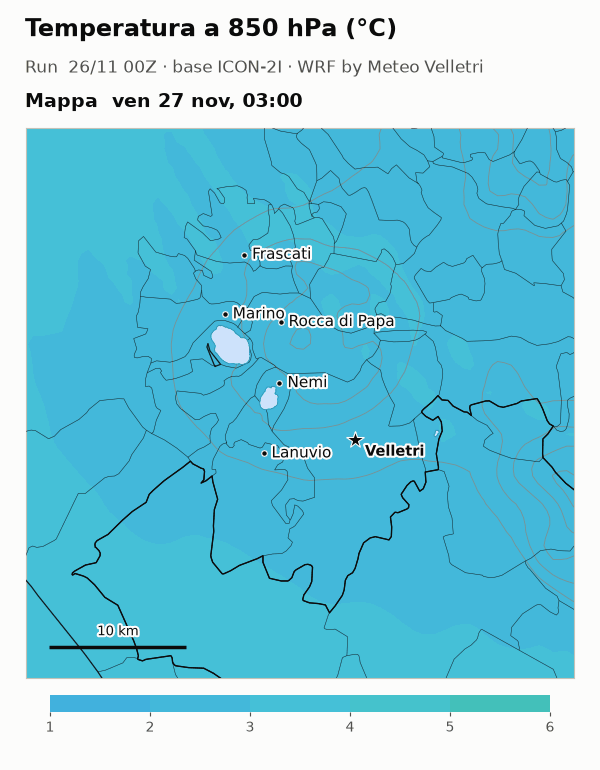 Temperatura a 850 hPa (°C)
Run  26/11 00Z · base ICON-2I · WRF by Meteo Velletri
Mappa  ven 27 nov, 03:00
Frascati
Marino
Rocca di Papa
Nemi
Velletri
Lanuvio
10 km
1 2 3 4 5 6